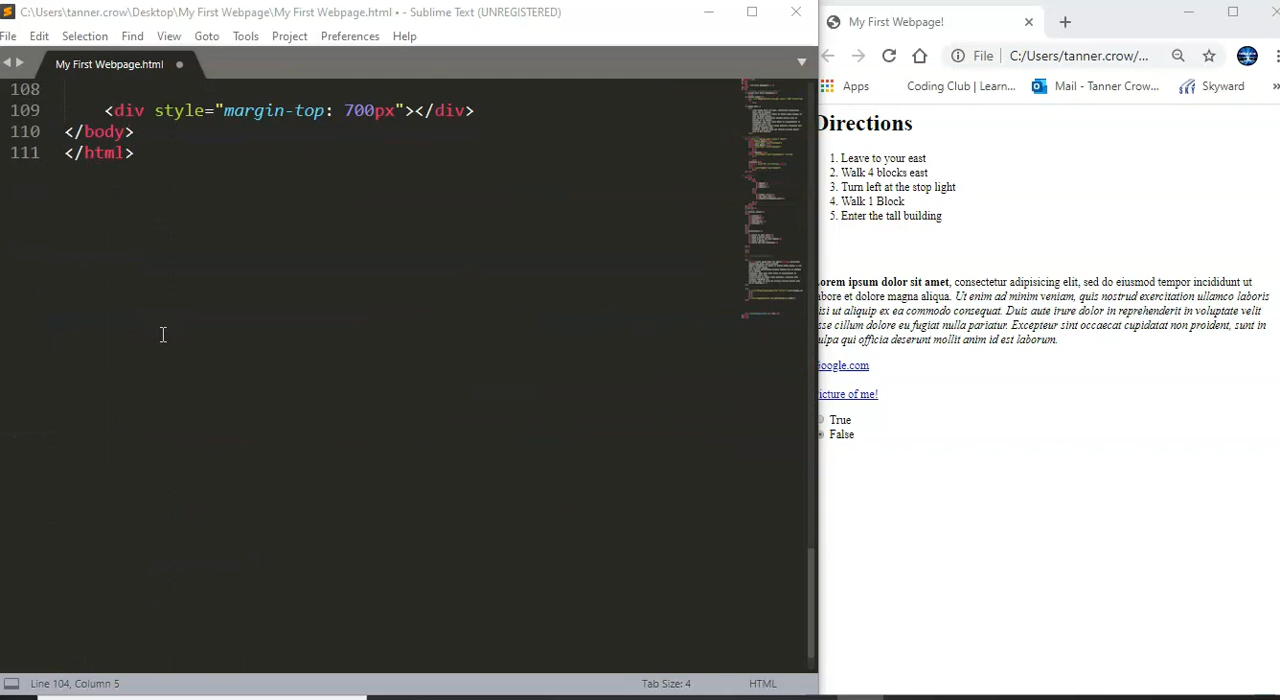 C:\Users\tanner.crow\Desktop\My First Webpage\My First Webpage.html • - Sublime Text (UNREGISTERED)
File Edit Selection Find View Goto Tools Project Preferences Help
My First Webpage.html
108
109 <div style="margin-top: 700px"></div>
110 </body>
111 </html>
Line 104, Column 5
Tab Size: 4
HTML
My First Webpage!
File C:/Users/tanner.crow/...
Apps Coding Club | Learn... Mail - Tanner Crow... Skyward »
Directions
1. Leave to your east
2. Walk 4 blocks east
3. Turn left at the stop light
4. Walk 1 Block
5. Enter the tall building
orem ipsum dolor sit amet, consectetur adipisicing elit, sed do eiusmod tempor incididunt ut
abore et dolore magna aliqua. Ut enim ad minim veniam, quis nostrud exercitation ullamco laboris
isi ut aliquip ex ea commodo consequat. Duis aute irure dolor in reprehenderit in voluptate velit
sse cillum dolore eu fugiat nulla pariatur. Excepteur sint occaecat cupidatat non proident, sunt in
ulpa qui officia deserunt mollit anim id est laborum.
oogle.com
icture of me!
True
False